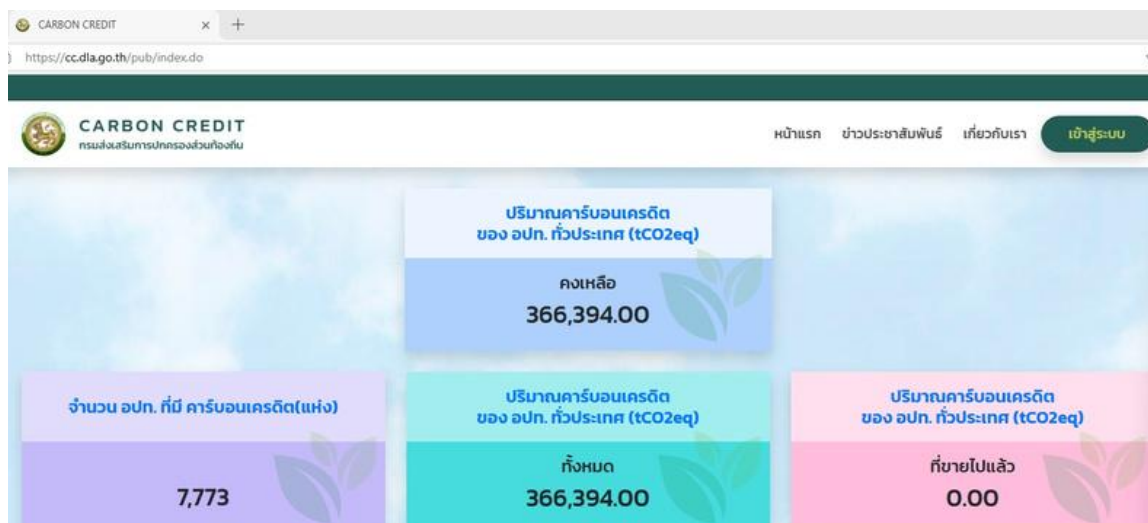 CARBON CREDIT
https://cc.dla.go.th/pub/index.do
CARBON CREDIT
กรมส่งเสริมการปกครองส่วนท้องถิ่น
หน้าแรก ข่าวประชาสัมพันธ์ เกี่ยวกับเรา เข้าสู่ระบบ
ปริมาณคาร์บอนเครดิต
ของ อปท. ทั่วประเทศ (tCO2eq)
คงเหลือ
366,394.00
จำนวน อปท. ที่มี คาร์บอนเครดิต(แห่ง)
7,773
ปริมาณคาร์บอนเครดิต
ของ อปท. ทั่วประเทศ (tCO2eq)
ทั้งหมด
366,394.00
ปริมาณคาร์บอนเครดิต
ของ อปท. ทั่วประเทศ (tCO2eq)
ที่ขายไปแล้ว
0.00